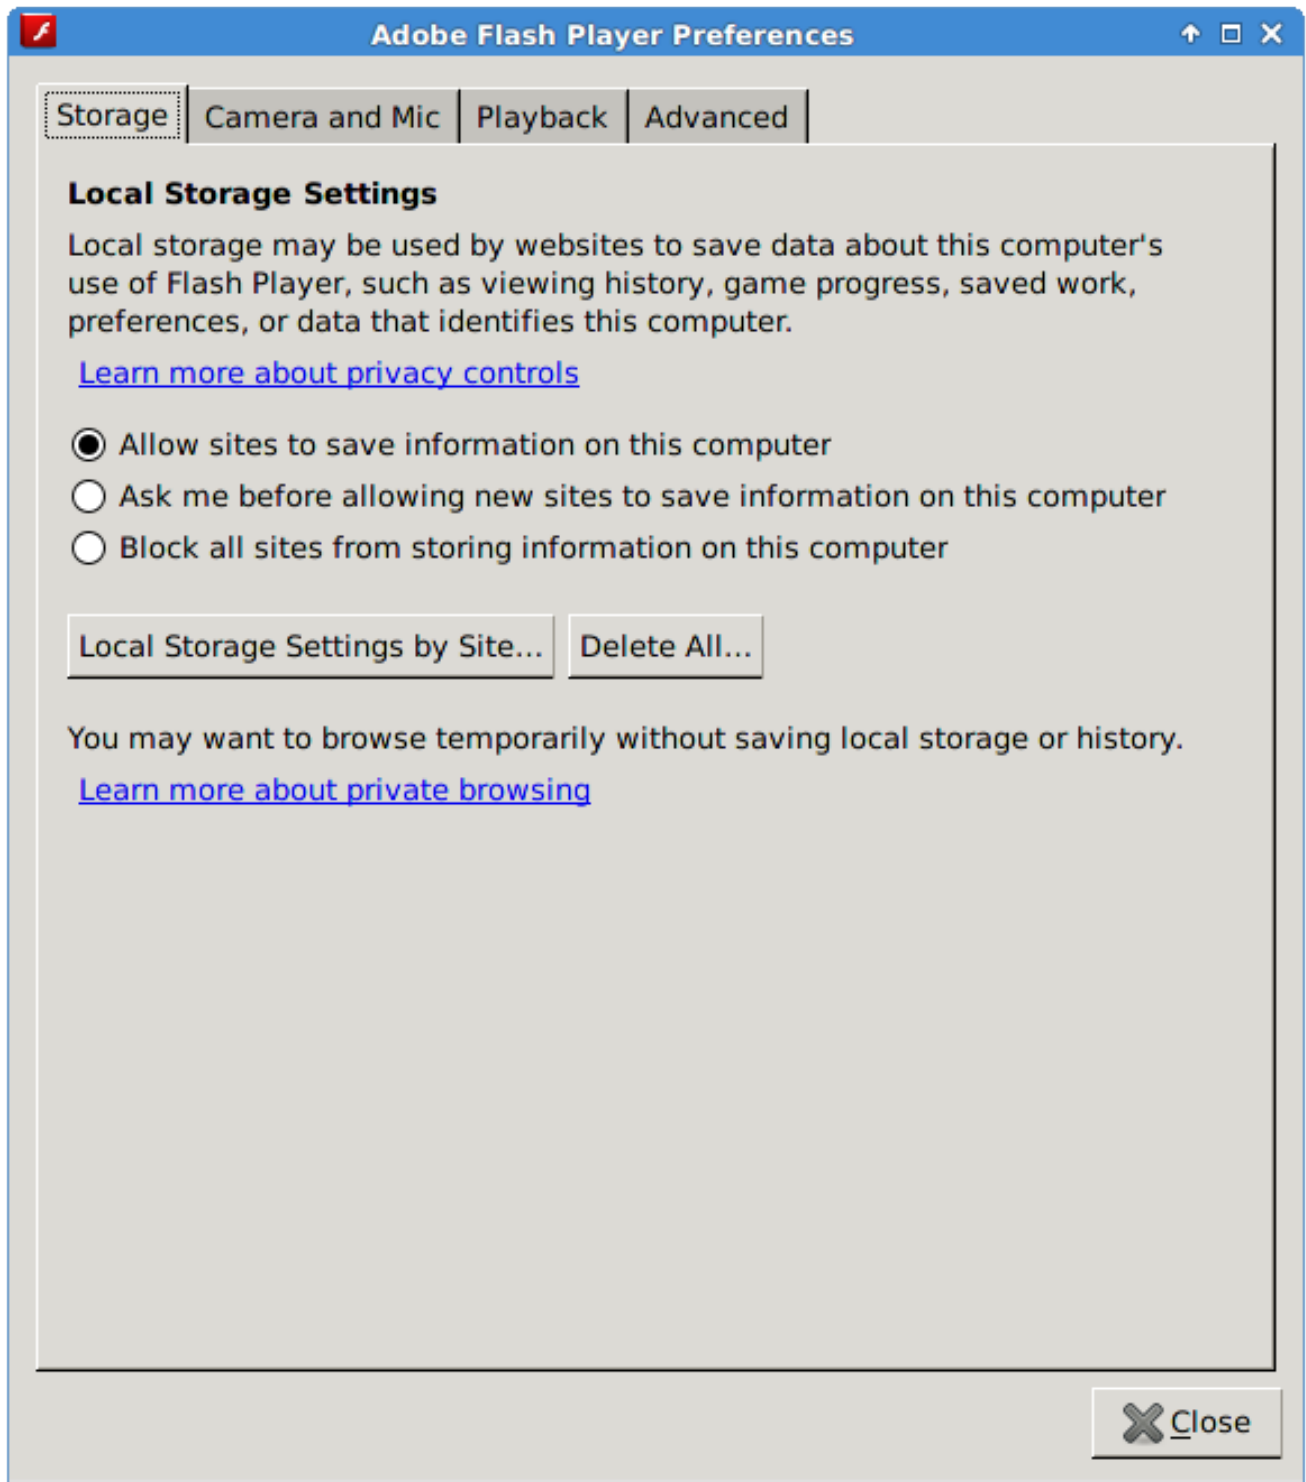 Adobe Flash Player Preferences
Storage
Camera and Mic
Playback
Advanced
Local Storage Settings
Local storage may be used by websites to save data about this computer's
use of Flash Player, such as viewing history, game progress, saved work,
preferences, or data that identifies this computer.
Learn more about privacy controls
Allow sites to save information on this computer
Ask me before allowing new sites to save information on this computer
Block all sites from storing information on this computer
Local Storage Settings by Site...
Delete All...
You may want to browse temporarily without saving local storage or history.
Learn more about private browsing
Close